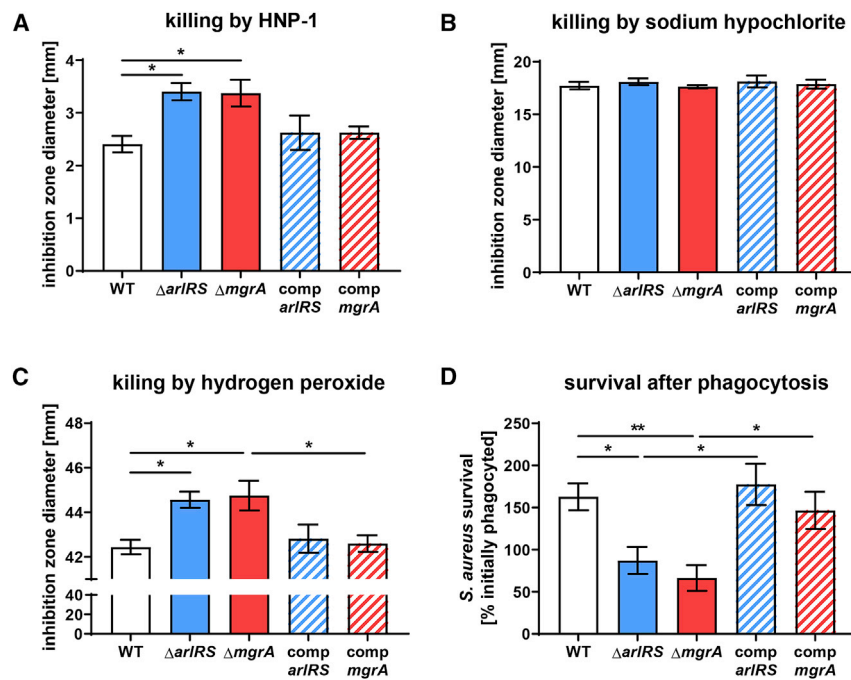 A
killing by HNP-1
inhibition zone diameter [mm]
4
3
2
1
0
*
*
WT
ΔarlRS
ΔmgrA
comp
arlRS
comp
mgrA
B
killing by sodium hypochlorite
inhibition zone diameter [mm]
20
15
10
5
0
WT
ΔarlRS
ΔmgrA
comp
arlRS
comp
mgrA
C
kiling by hydrogen peroxide
inhibition zone diameter [mm]
48
46
44
42
40
20
0
*
*
*
WT
ΔarlRS
ΔmgrA
comp
arlRS
comp
mgrA
D
survival after phagocytosis
S. aureus survival
[% initially phagocyted]
250
200
150
100
50
0
**
*
*
*
WT
ΔarlRS
ΔmgrA
comp
arlRS
comp
mgrA